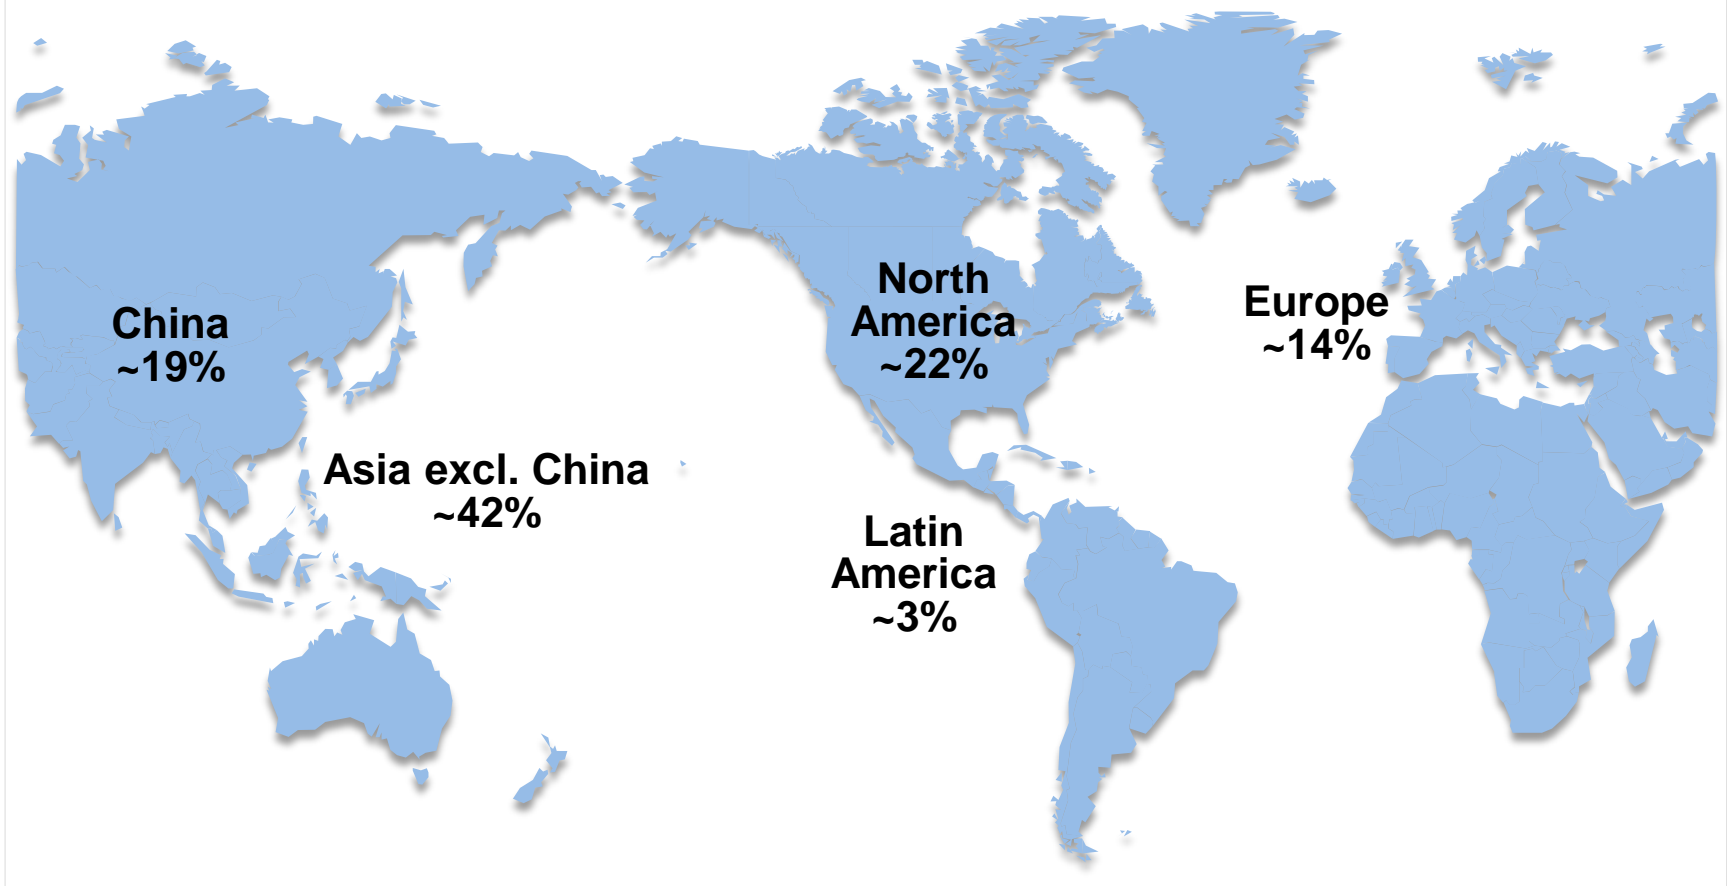 China
~19%
Asia excl. China
~42%
North
America
~22%
Latin
America
~3%
Europe
~14%